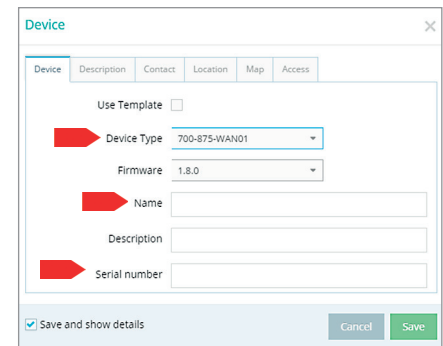 Device
Device Description Contact Location Map Access
Use Template
Device Type 700-875-WAN01
Firmware 1.8.0
Name
Description
Serial number
Save and show details Cancel Save